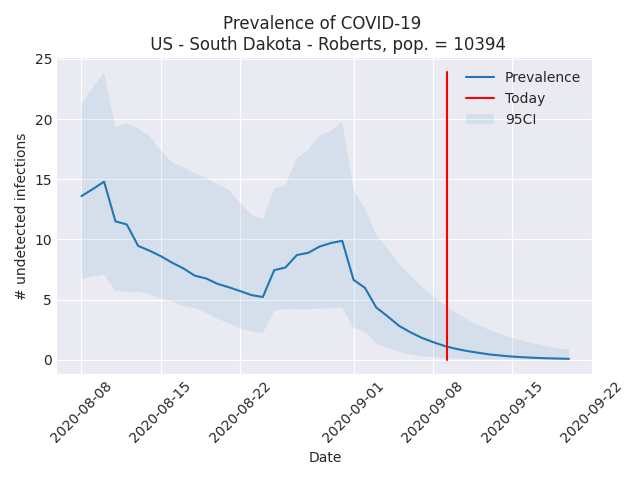 Prevalence of COVID-19
US - South Dakota - Roberts, pop. = 10394
25
20
15
10
5
0
# undetected infections
Prevalence
Today
95CI
2020-08-08
2020-08-15
2020-08-22
2020-09-01
2020-09-08
2020-09-15
2020-09-22
Date